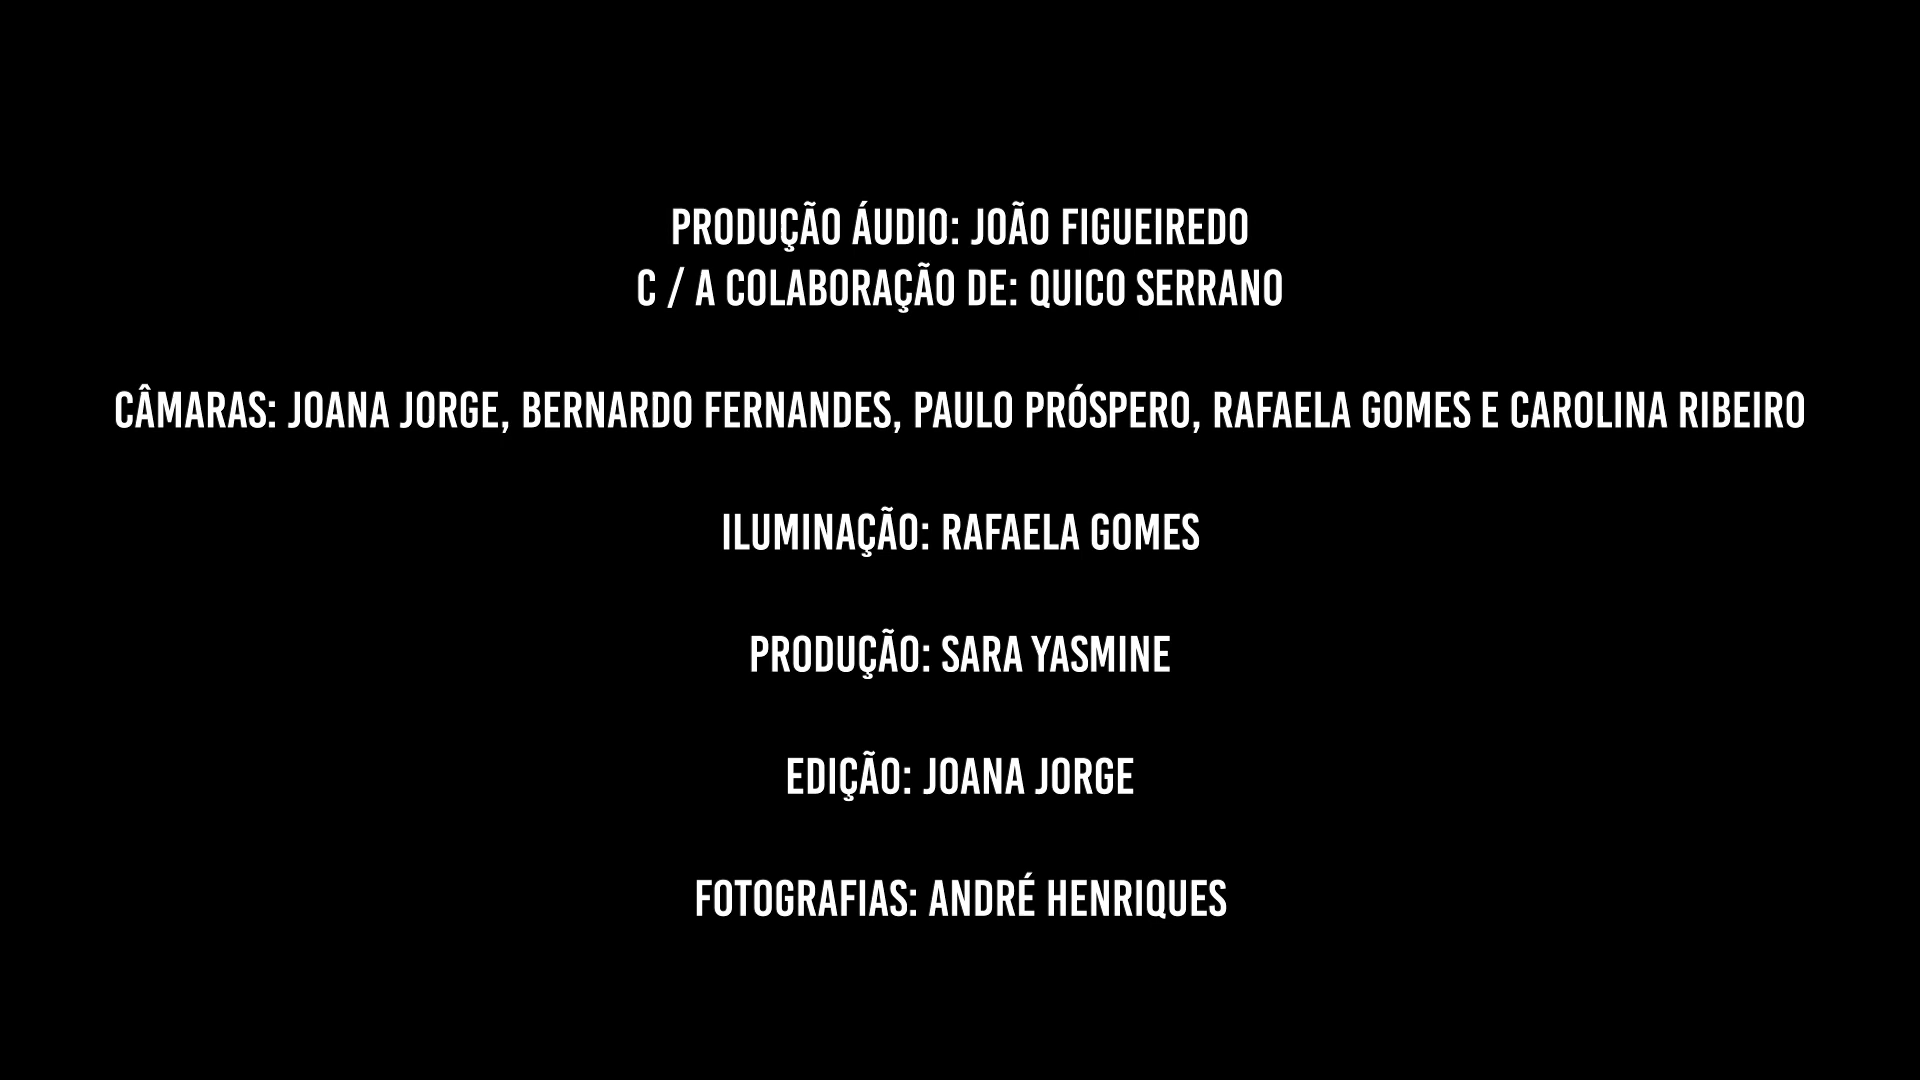 PRODUÇÃO ÁUDIO: JOÃO FIGUEIREDO
C / A COLABORAÇÃO DE: QUICO SERRANO
CÂMARAS: JOANA JORGE, BERNARDO FERNANDES, PAULO PRÓSPERO, RAFAELA GOMES E CAROLINA RIBEIRO
ILUMINAÇÃO: RAFAELA GOMES
PRODUÇÃO: SARA YASMINE
EDIÇÃO: JOANA JORGE
FOTOGRAFIAS: ANDRÉ HENRIQUES